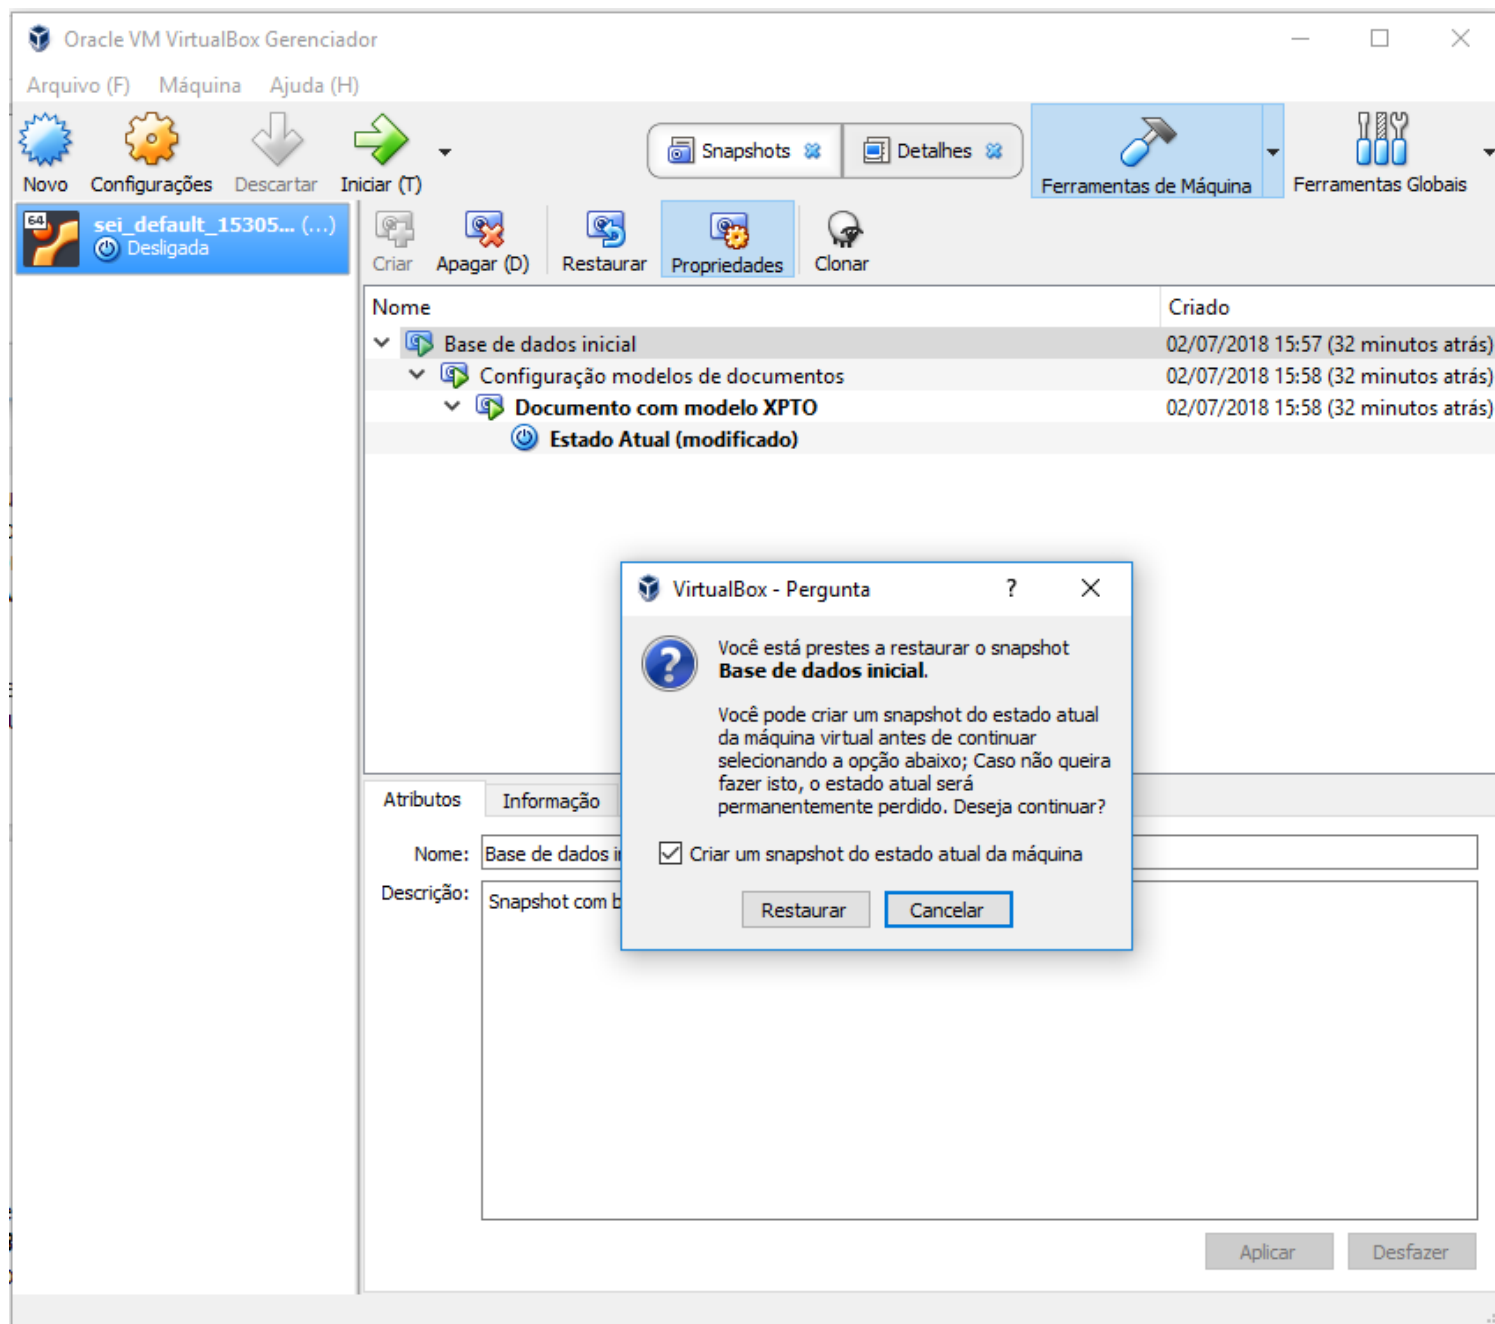 Oracle VM VirtualBox Gerenciador
Arquivo (F) Máquina Ajuda (H)
Novo Configurações Descartar Iniciar (T)
Snapshots Detalhes
Ferramentas de Máquina Ferramentas Globais
64
sei_default_15305... (...)
Desligada
Criar Apagar (D) Restaurar Propriedades Clonar
Nome Criado
Base de dados inicial 02/07/2018 15:57 (32 minutos atrás)
Configuração modelos de documentos 02/07/2018 15:58 (32 minutos atrás)
Documento com modelo XPTO 02/07/2018 15:58 (32 minutos atrás)
Estado Atual (modificado)
VirtualBox - Pergunta ?
Você está prestes a restaurar o snapshot
Base de dados inicial.
Você pode criar um snapshot do estado atual
da máquina virtual antes de continuar
selecionando a opção abaixo; Caso não queira
fazer isto, o estado atual será
permanentemente perdido. Deseja continuar?
Criar um snapshot do estado atual da máquina
Restaurar Cancelar
Atributos Informação
Nome: Base de dados
Descrição: Snapshot com
Aplicar Desfazer